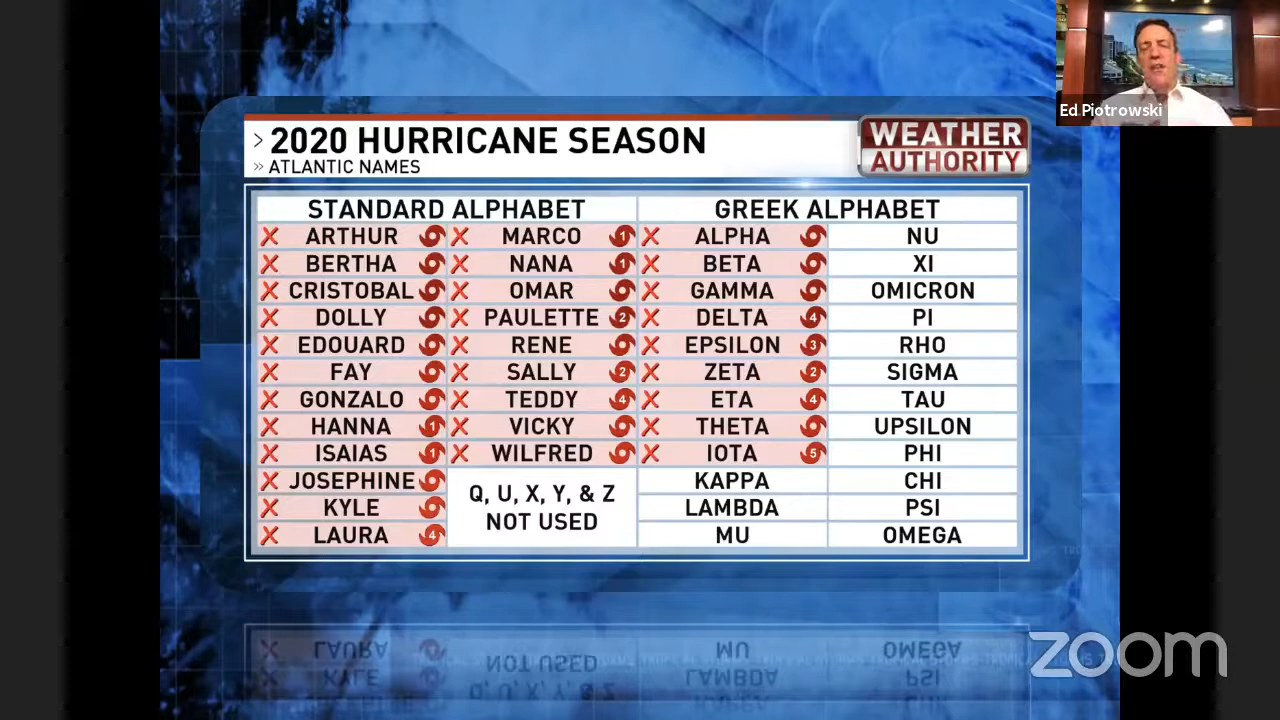 Ed Piotrowski
> 2020 HURRICANE SEASON
» ATLANTIC NAMES
WEATHER
AUTHORITY
STANDARD ALPHABET GREEK ALPHABET
X ARTHUR X MARCO 1 X ALPHA NU
X BERTHA X NANA 1 X BETA XI
X CRISTOBAL X OMAR X GAMMA OMICRON
X DOLLY X PAULETTE 2 X DELTA 4 PI
X EDOUARD X RENE X EPSILON 3 RHO
X FAY X SALLY 2 X ZETA 2 SIGMA
X GONZALO X TEDDY 4 X ETA 4 TAU
X HANNA 1 X VICKY X THETA UPSILON
X ISAIAS 1 X WILFRED X IOTA 5 PHI
X JOSEPHINE Q, U, X, Y, & Z KAPPA CHI
X KYLE NOT USED LAMBDA PSI
X LAURA 4 MU OMEGA
zoom